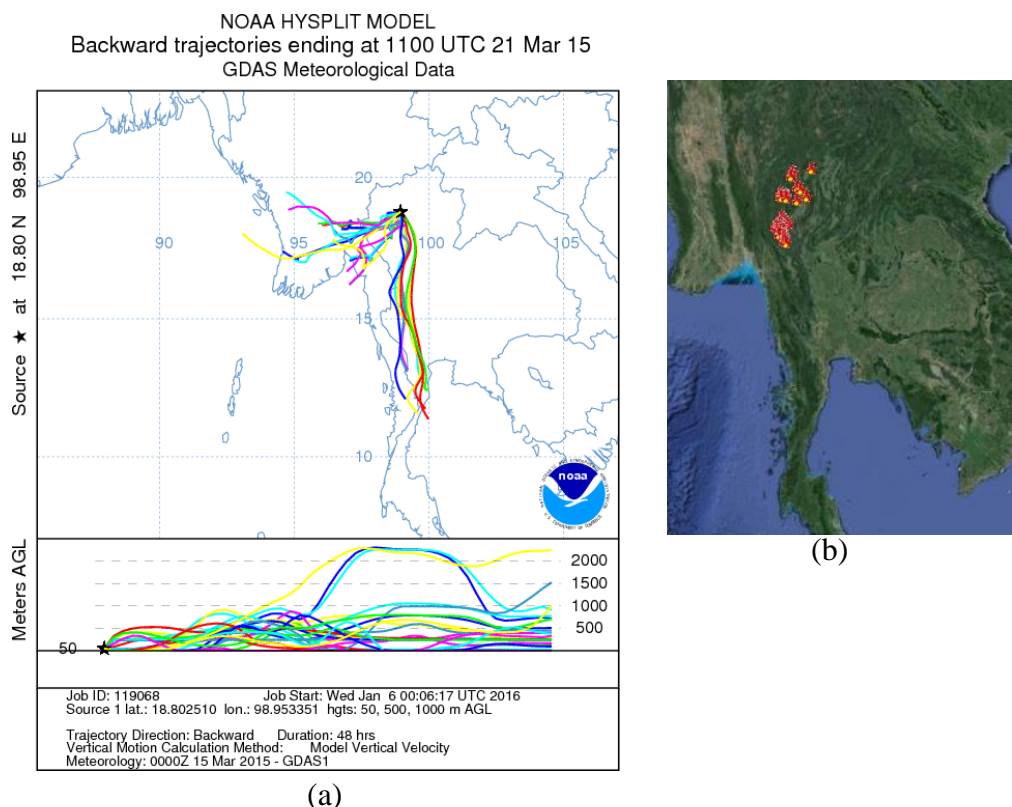 NOAA HYSPLIT MODEL
Backward trajectories ending at 1100 UTC 21 Mar 15
GDAS Meteorological Data
Source ★ at 18.80 N 98.95 E
20
90
95
100
105
15
10
noaa
Meters AGL
2000
1500
1000
500
50
Job ID: 119068 Job Start: Wed Jan 6 00:06:17 UTC 2016
Source 1 lat.: 18.802510 lon.: 98.953351 hgts: 50, 500, 1000 m AGL
Trajectory Direction: Backward Duration: 48 hrs
Vertical Motion Calculation Method: Model Vertical Velocity
Meteorology: 0000Z 15 Mar 2015 - GDAS1
(a)
(b)